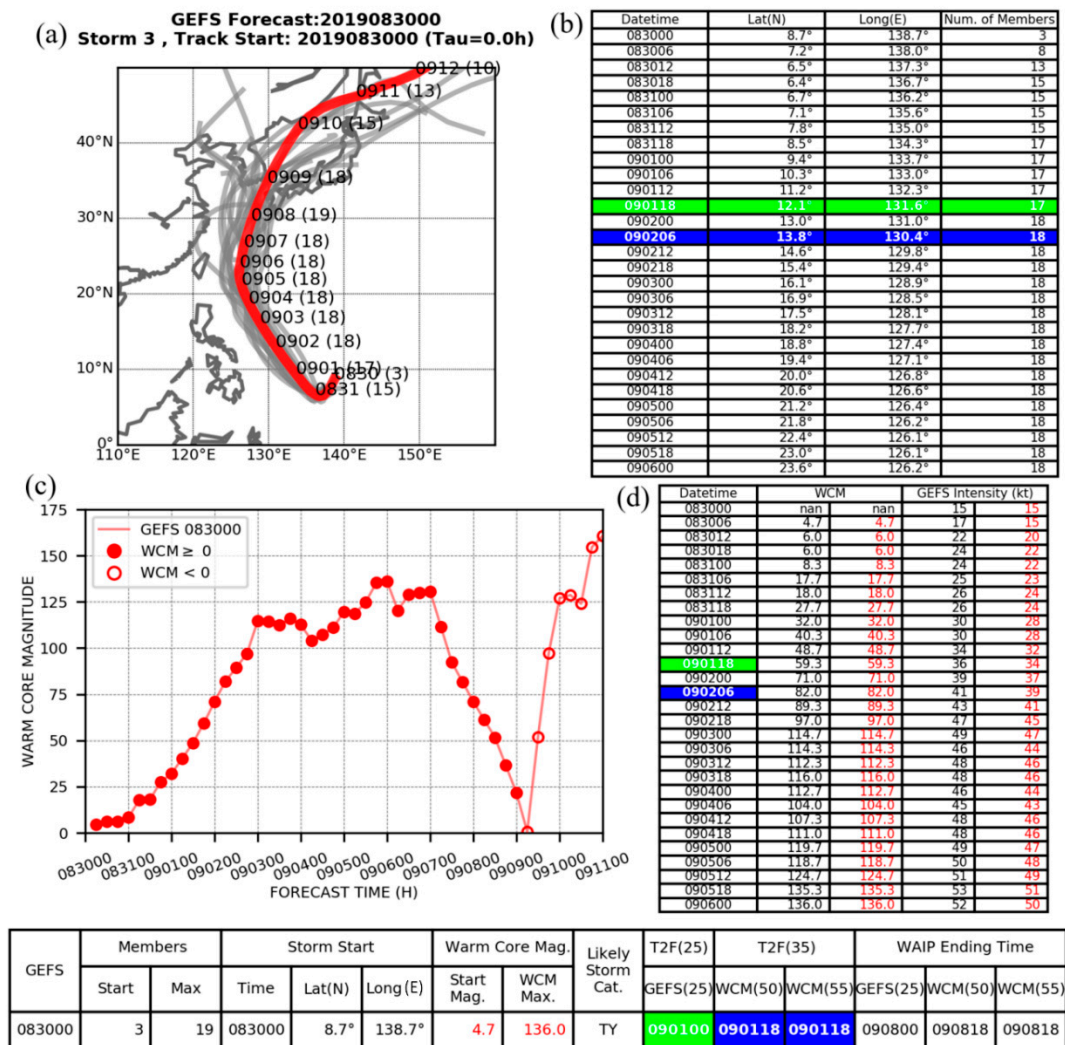 (a)
GEFS Forecast:2019083000
Storm 3 , Track Start: 2019083000 (Tau=0.0h)
0912 (10)
0911 (13)
0910 (15)
0909 (18)
0908 (19)
0907 (18)
0906 (18)
0905 (18)
0904 (18)
0903 (18)
0902 (18)
0901 (17)
0830 (3)
0831 (15)
40°N
30°N
20°N
10°N
0°
110°E 120°E 130°E 140°E 150°E
(b)
Datetime Lat(N) Long(E) Num. of Members
083000 8.7° 138.7° 3
083006 7.2° 138.0° 8
083012 6.5° 137.3° 13
083018 6.4° 136.7° 15
083100 6.7° 136.2° 15
083106 7.1° 135.6° 15
083112 7.8° 135.0° 15
083118 8.5° 134.3° 17
090100 9.4° 133.7° 17
090106 10.3° 133.0° 17
090112 11.2° 132.3° 17
090118 12.1° 131.6° 17
090200 13.0° 131.0° 18
090206 13.8° 130.4° 18
090212 14.6° 129.8° 18
090218 15.4° 129.4° 18
090300 16.1° 128.9° 18
090306 16.9° 128.5° 18
090312 17.5° 128.1° 18
090318 18.2° 127.7° 18
090400 18.8° 127.4° 18
090406 19.4° 127.1° 18
090412 20.0° 126.8° 18
090418 20.6° 126.6° 18
090500 21.2° 126.4° 18
090506 21.8° 126.2° 18
090512 22.4° 126.1° 18
090518 23.0° 126.1° 18
090600 23.6° 126.2° 18
(c)
WARM CORE MAGNITUDE
175
150
125
100
75
50
25
0
GEFS 083000
WCM ≥ 0
WCM < 0
083000 083100 090100 090200 090300 090400 090500 090600 090700 090800 090900 091000 091100
FORECAST TIME (H)
(d)
Datetime WCM GEFS Intensity (kt)
083000 nan nan 15 15
083006 4.7 4.7 17 15
083012 6.0 6.0 22 20
083018 6.0 6.0 24 22
083100 8.3 8.3 24 22
083106 17.7 17.7 25 23
083112 18.0 18.0 26 24
083118 27.7 27.7 26 24
090100 32.0 32.0 30 28
090106 40.3 40.3 30 28
090112 48.7 48.7 34 32
090118 59.3 59.3 36 34
090200 71.0 71.0 39 37
090206 82.0 82.0 41 39
090212 89.3 89.3 43 41
090218 97.0 97.0 47 45
090300 114.7 114.7 49 47
090306 114.3 114.3 46 44
090312 112.3 112.3 48 46
090318 116.0 116.0 48 46
090400 112.7 112.7 46 44
090406 104.0 104.0 45 43
090412 107.3 107.3 48 46
090418 111.0 111.0 48 46
090500 119.7 119.7 49 47
090506 118.7 118.7 50 48
090512 124.7 124.7 51 49
090518 135.3 135.3 53 51
090600 136.0 136.0 52 50
GEFS Members Storm Start Warm Core Mag. Likely Storm Cat. T2F(25) T2F(35) WAIP Ending Time
Start Max Time Lat(N) Long(E) Start Mag. WCM Max. GEFS(25) WCM(50) WCM(55) GEFS(25) WCM(50) WCM(55)
083000 3 19 083000 8.7° 138.7° 4.7 136.0 TY 090100 090118 090118 090800 090818 090818